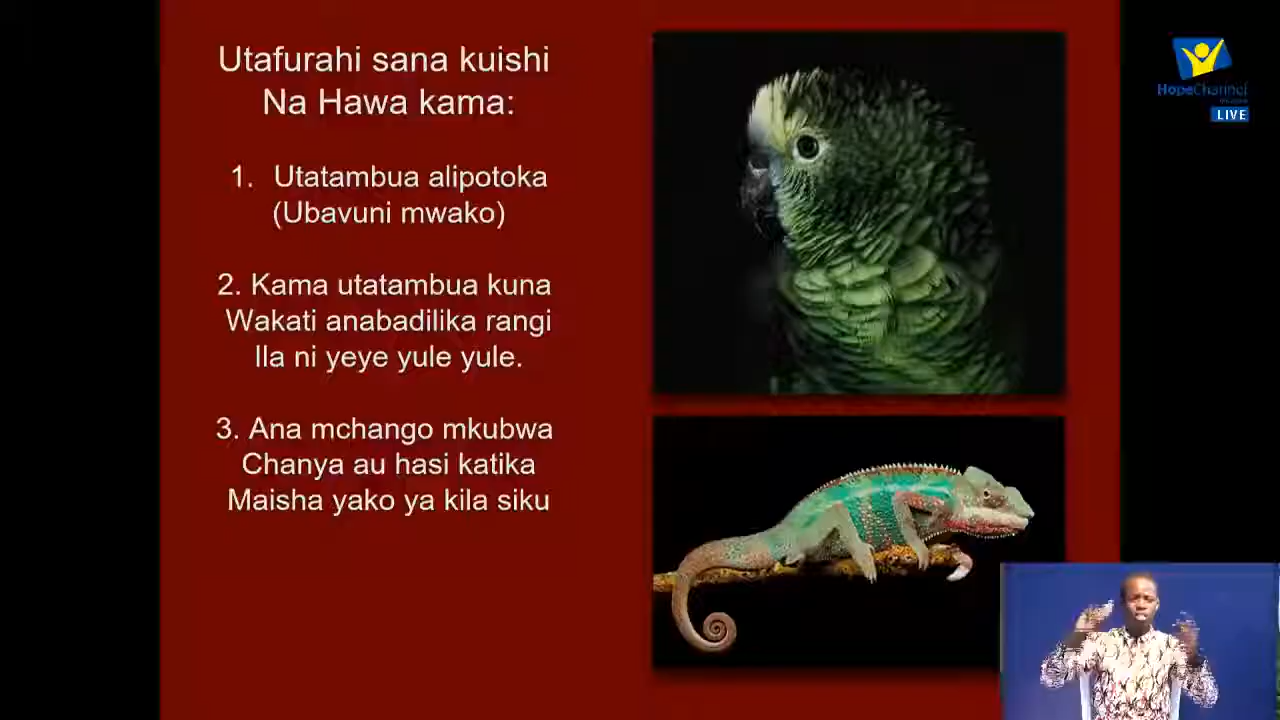 Utafurahi sana kuishi
Na Hawa kama:
1. Utatambua alipotoka
(Ubavuni mwako)
2. Kama utatambua kuna
Wakati anabadilika rangi
Ila ni yeye yule yule.
3. Ana mchango mkubwa
Chanya au hasi katika
Maisha yako ya kila siku
HopeChannel
LIVE